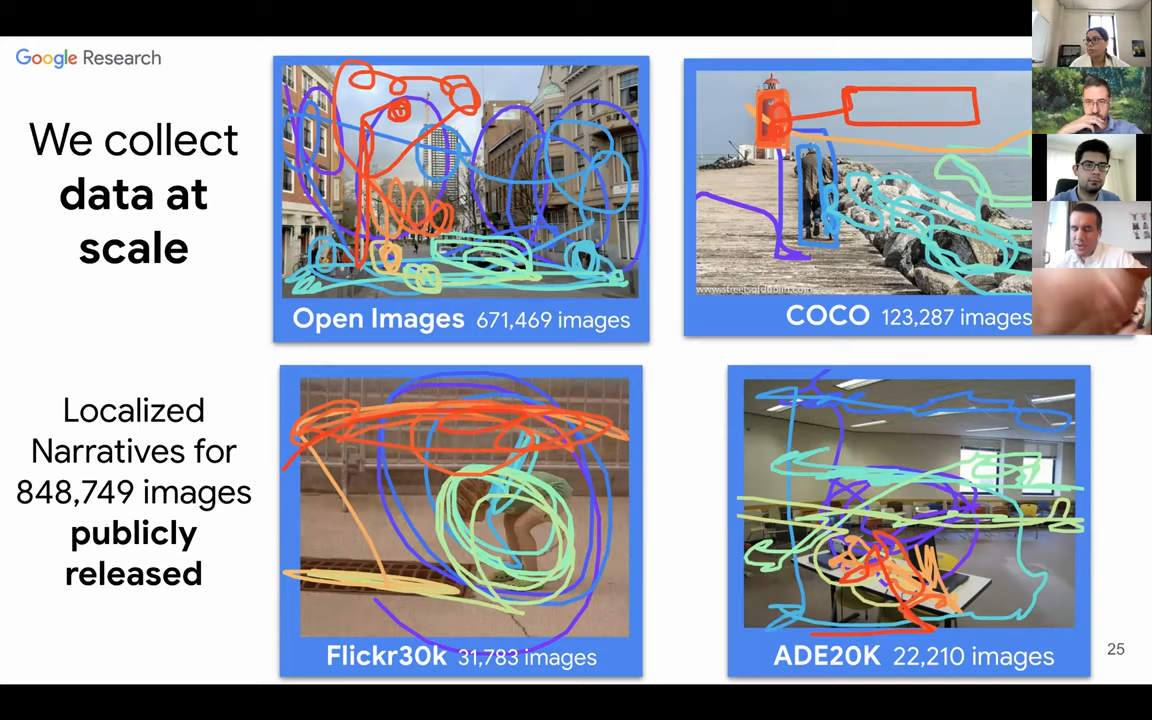 Google Research
We collect
data at
scale
Localized
Narratives for
848,749 images
publicly
released
Open Images 671,469 images
www.streetsofdublin.com
COCO 123,287 images
Flickr30k 31,783 images
ADE20K 22,210 images
25